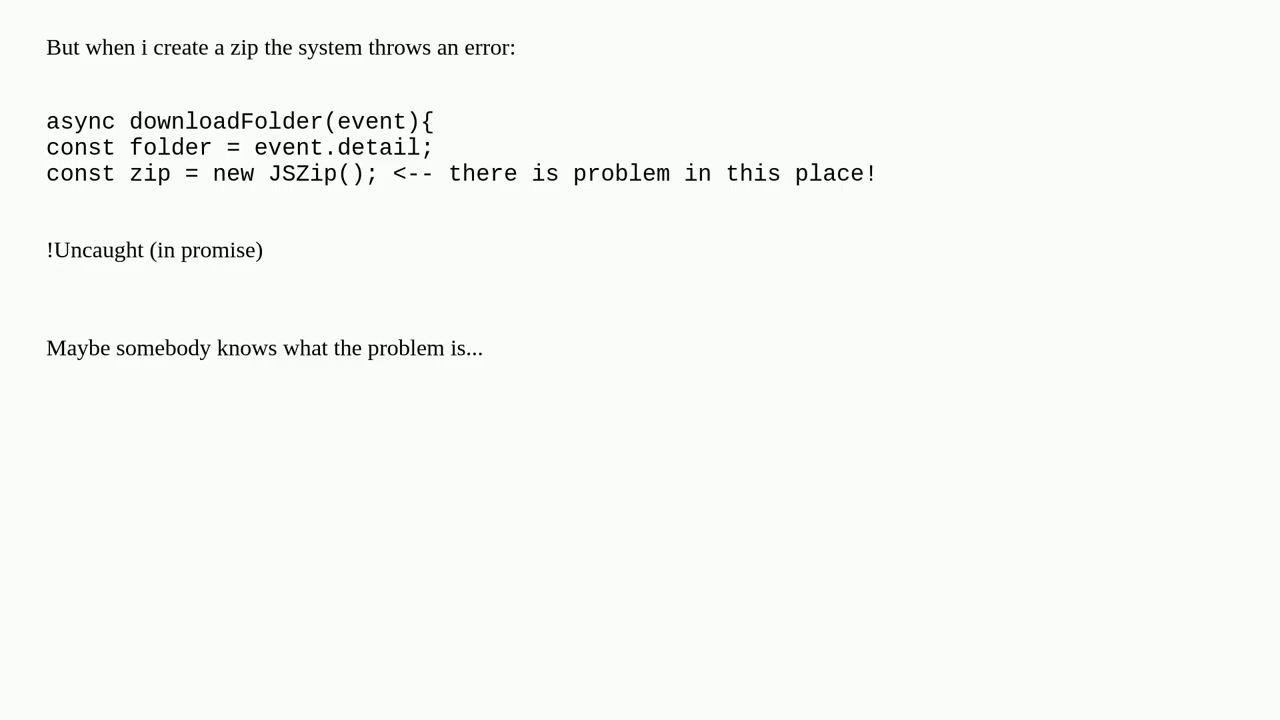 But when i create a zip the system throws an error:
async downloadFolder(event){
const folder = event.detail;
const zip = new JSZip(); <-- there is problem in this place!
!Uncaught (in promise)
Maybe somebody knows what the problem is...